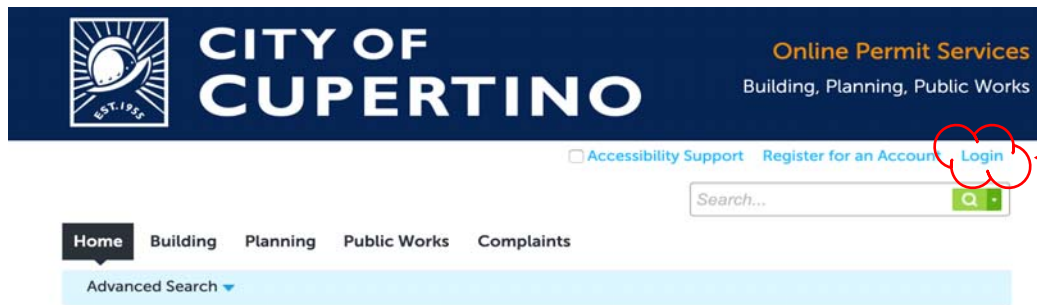 EST. 1955
CITY OF
CUPERTINO
Online Permit Services
Building, Planning, Public Works
Accessibility Support Register for an Account Login
Search...
Home Building Planning Public Works Complaints
Advanced Search